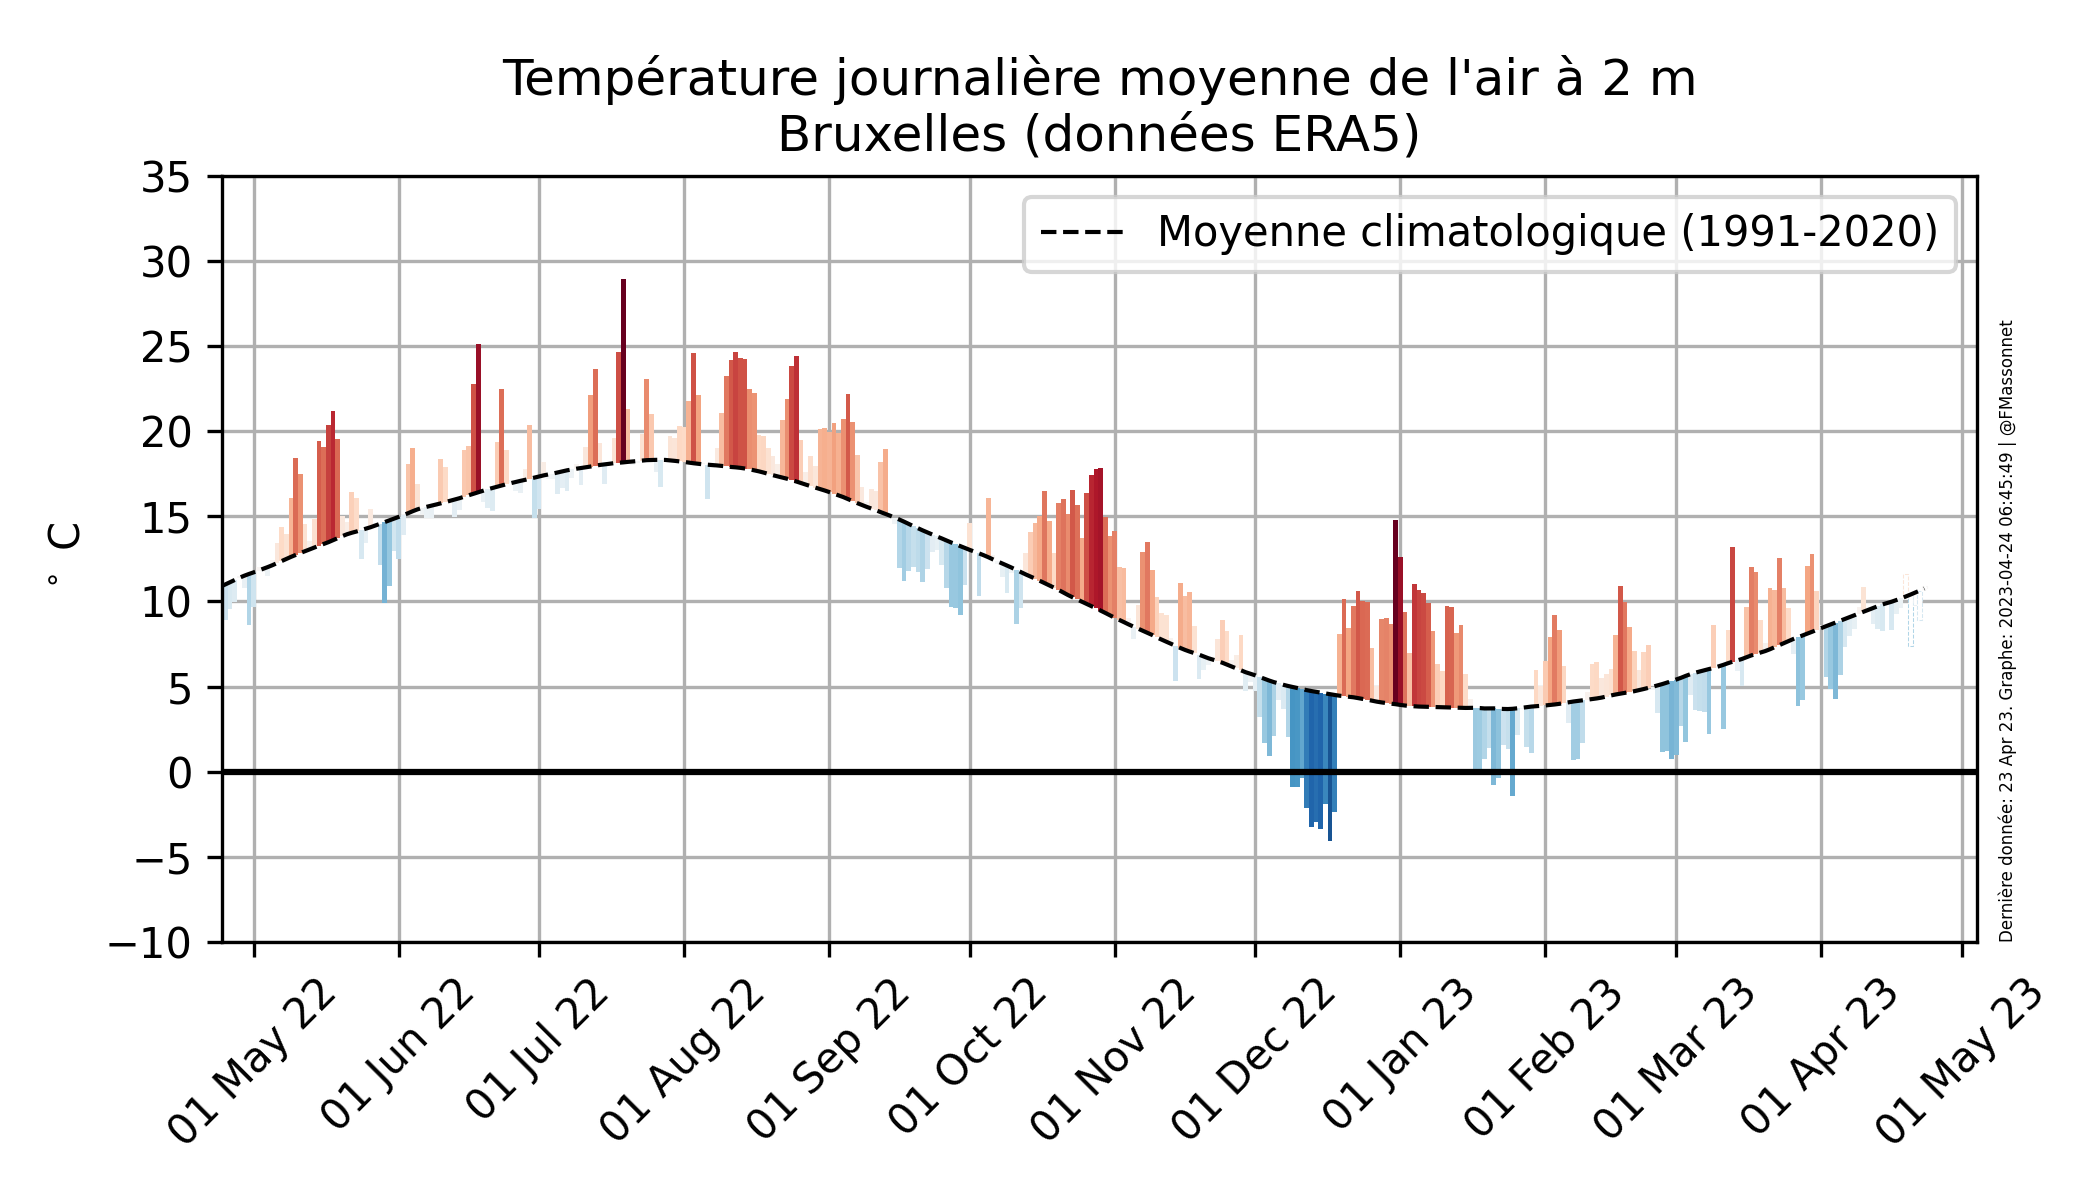 Température journalière moyenne de l'air à 2 m
Bruxelles (données ERA5)
Moyenne climatologique (1991-2020)
35
30
25
20
15
10
5
0
−5
−10
° C
01 May 22
01 Jun 22
01 Jul 22
01 Aug 22
01 Sep 22
01 Oct 22
01 Nov 22
01 Dec 22
01 Jan 23
01 Feb 23
01 Mar 23
01 Apr 23
01 May 23
Dernière donnée: 23 Apr 23. Graphe: 2023-04-24 06:45:49 | @FMassonnet